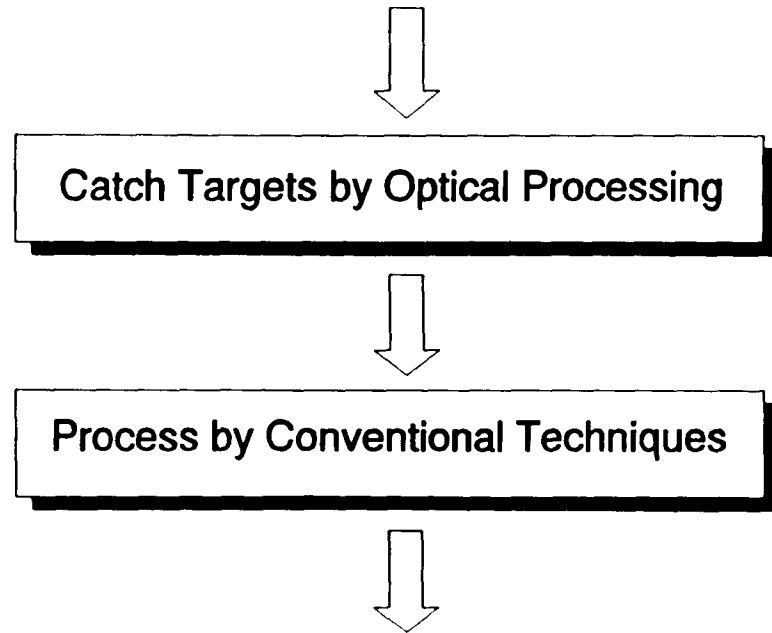 Catch Targets by Optical Processing
Process by Conventional Techniques